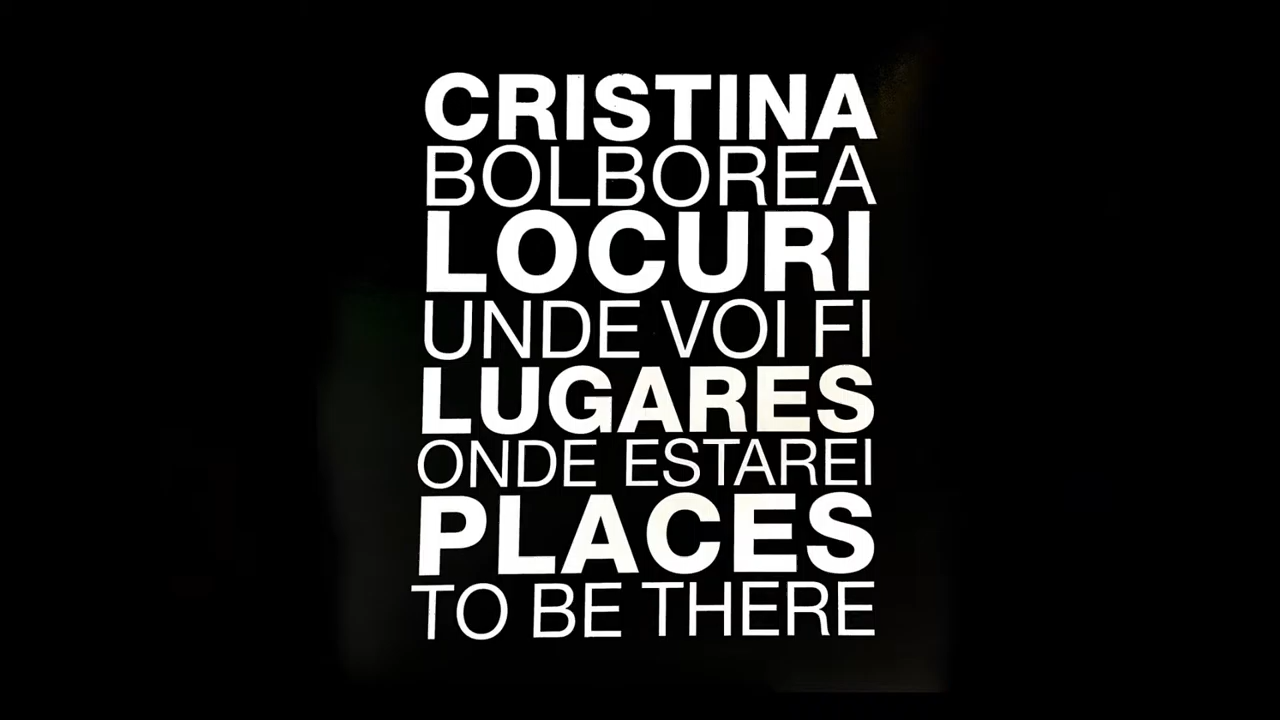 CRISTINA
BOLBOREA
LOCURI
UNDE VOI FI
LUGARES
ONDE ESTAREI
PLACES
TO BE THERE